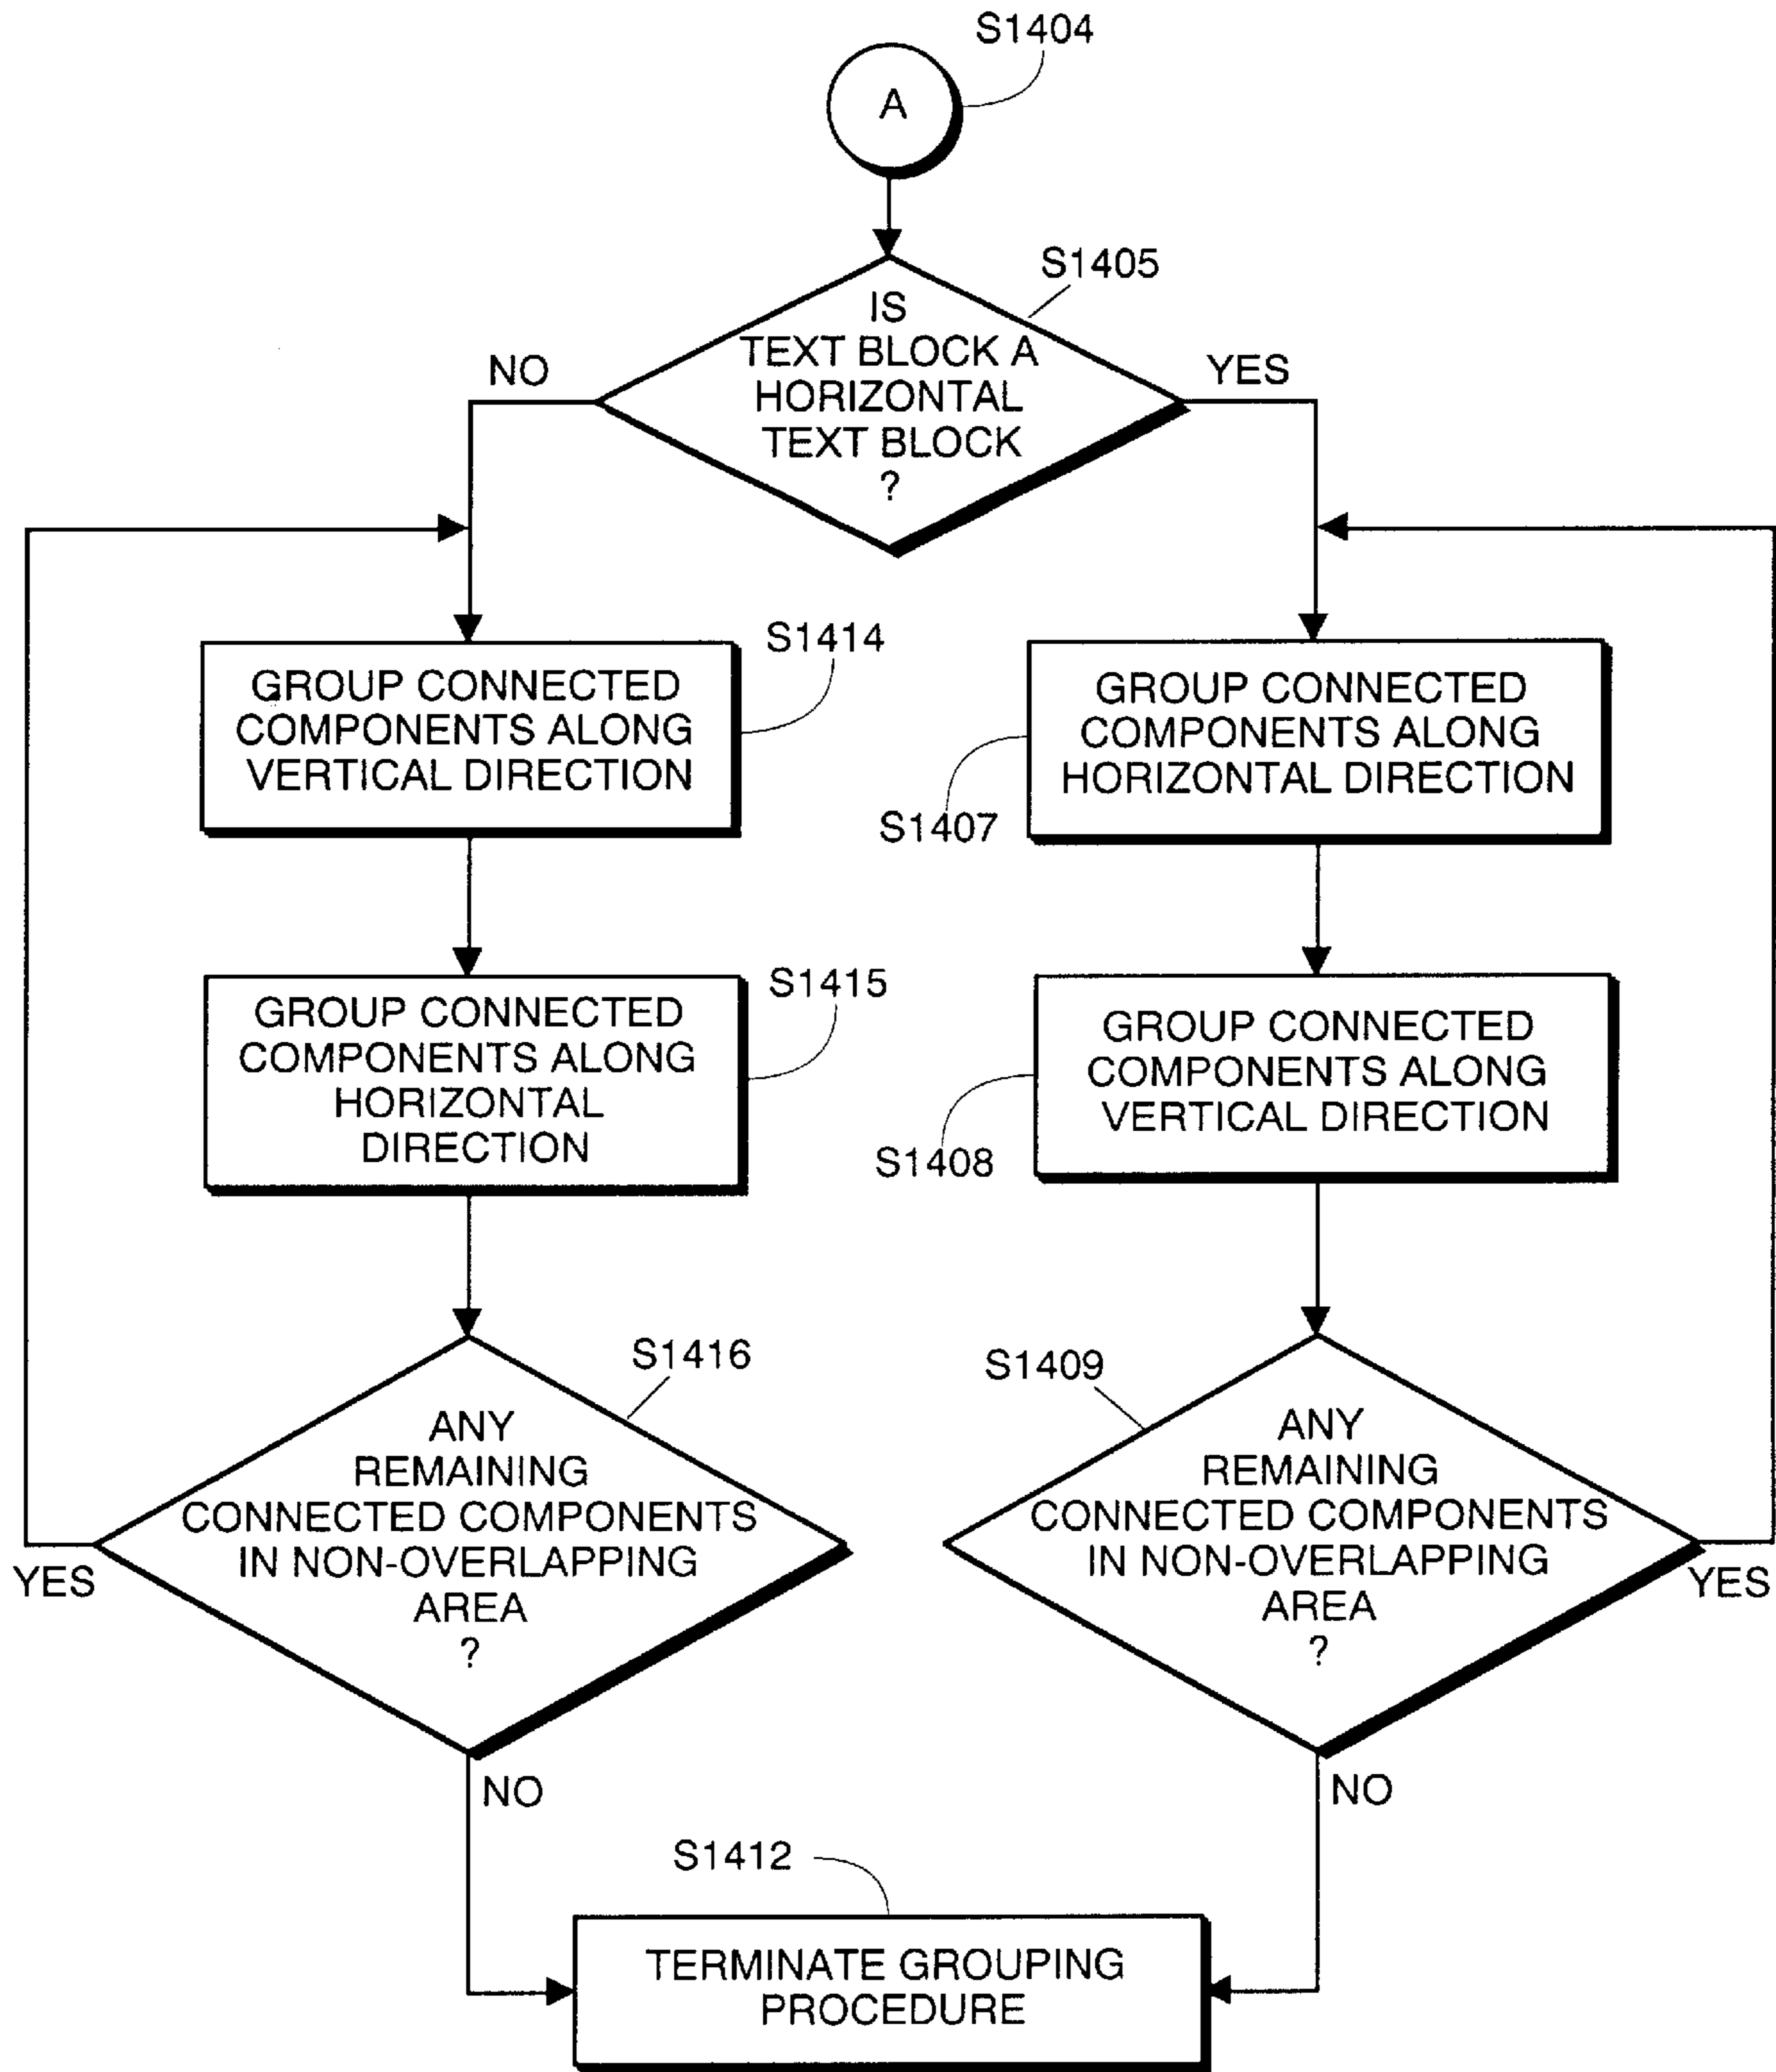 S1404
A
S1405
IS
TEXT BLOCK A
HORIZONTAL
TEXT BLOCK
?
NO
YES
S1414
GROUP CONNECTED
COMPONENTS ALONG
VERTICAL DIRECTION
GROUP CONNECTED
COMPONENTS ALONG
HORIZONTAL DIRECTION
S1407
S1415
GROUP CONNECTED
COMPONENTS ALONG
HORIZONTAL
DIRECTION
GROUP CONNECTED
COMPONENTS ALONG
VERTICAL DIRECTION
S1408
S1416
ANY
REMAINING
CONNECTED COMPONENTS
IN NON-OVERLAPPING
AREA
?
YES
NO
S1409
ANY
REMAINING
CONNECTED COMPONENTS
IN NON-OVERLAPPING
AREA
?
YES
NO
S1412
TERMINATE GROUPING
PROCEDURE